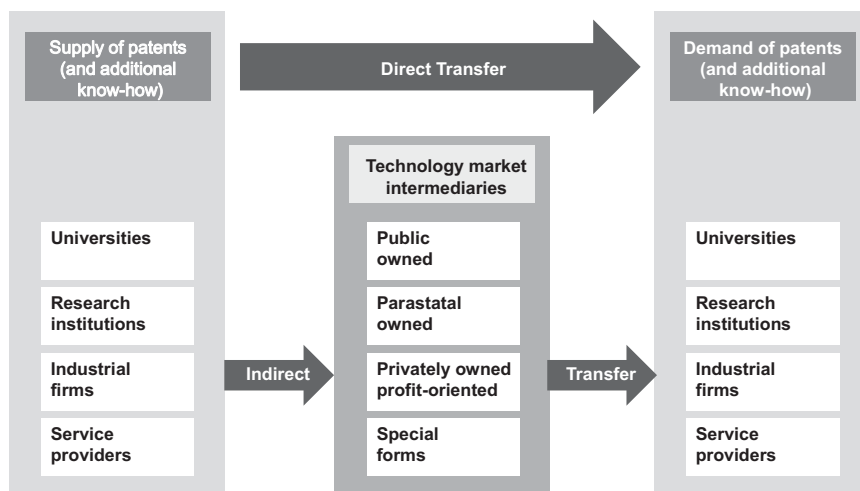 Supply of patents
(and additional
know-how)
Direct Transfer
Demand of patents
(and additional
know-how)
Technology market
intermediaries
Universities
Research
institutions
Industrial
firms
Service
providers
Indirect
Public
owned
Parastatal
owned
Privately owned
profit-oriented
Special
forms
Transfer
Universities
Research
institutions
Industrial
firms
Service
providers